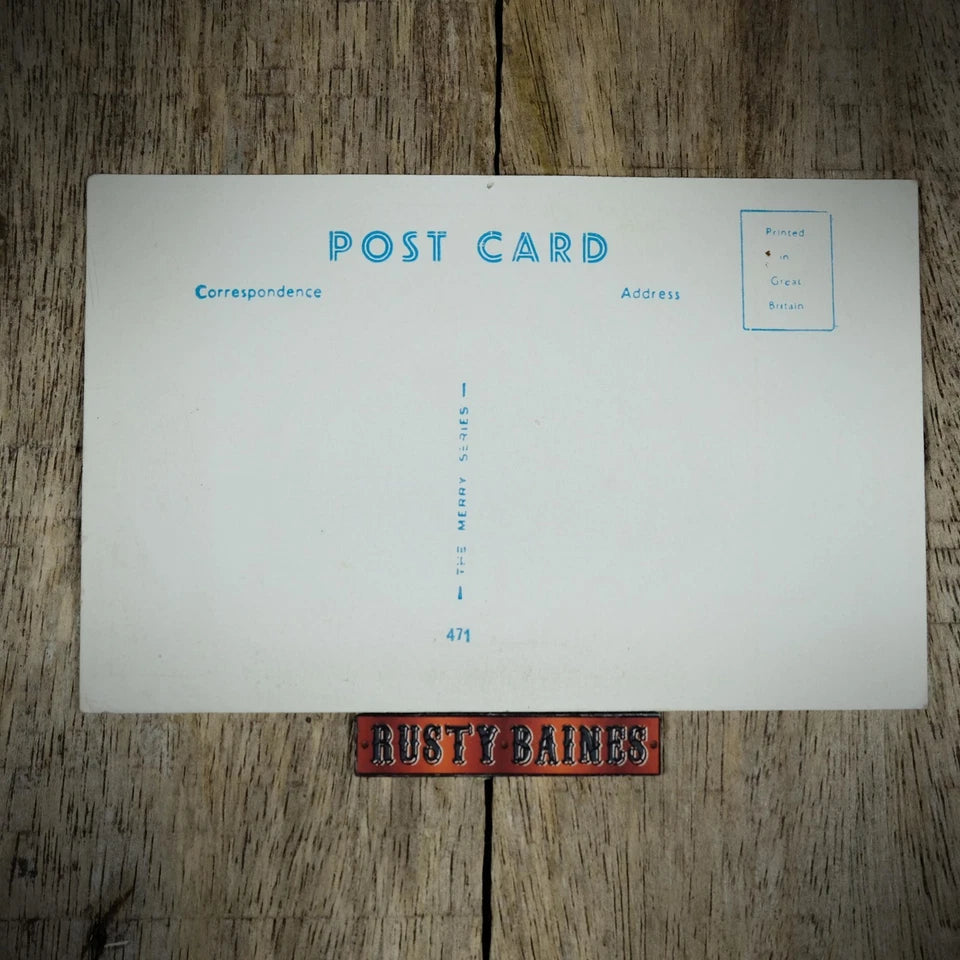 POST CARD
Correspondence
Address
Printed
in
Great
Britain
THE MERRY SERIES
471
RUSTY BAINES